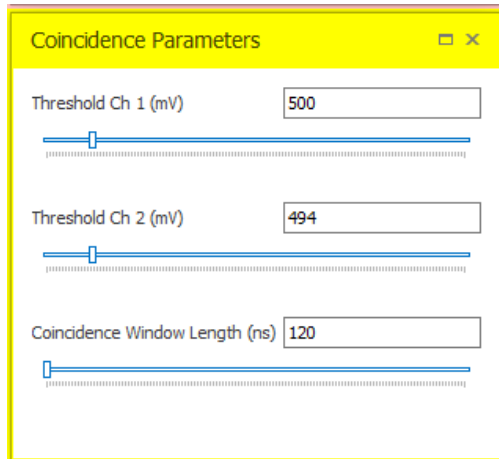 Coincidence Parameters
Threshold Ch 1 (mV) 500
Threshold Ch 2 (mV) 494
Coincidence Window Length (ns) 120